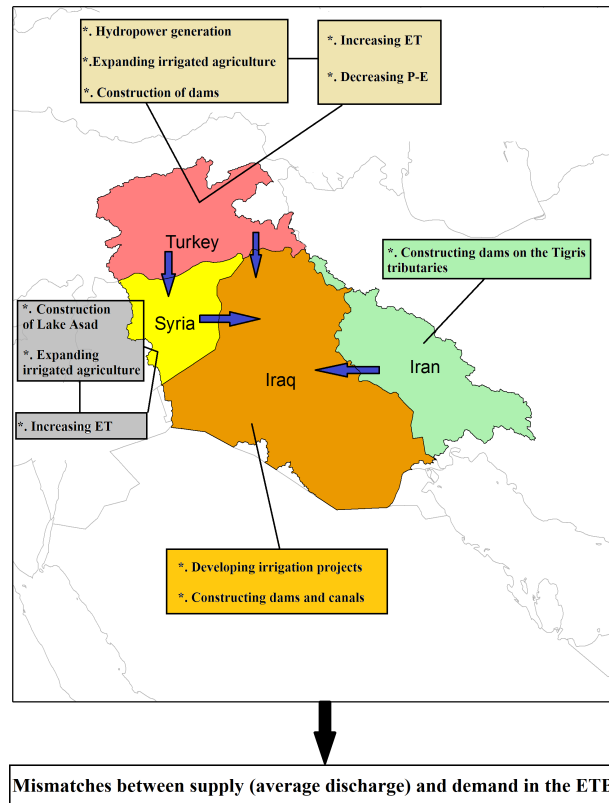 *. Hydropower generation
*.Expanding irrigated agriculture
*. Construction of dams
*. Increasing ET
*. Decreasing P-E
Turkey
*. Constructing dams on the Tigris
tributaries
*. Construction
of Lake Asad
*. Expanding
irrigated agriculture
*. Increasing ET
Syria
Iraq
Iran
*. Developing irrigation projects
*. Constructing dams and canals
Mismatches between supply (average discharge) and demand in the ETB